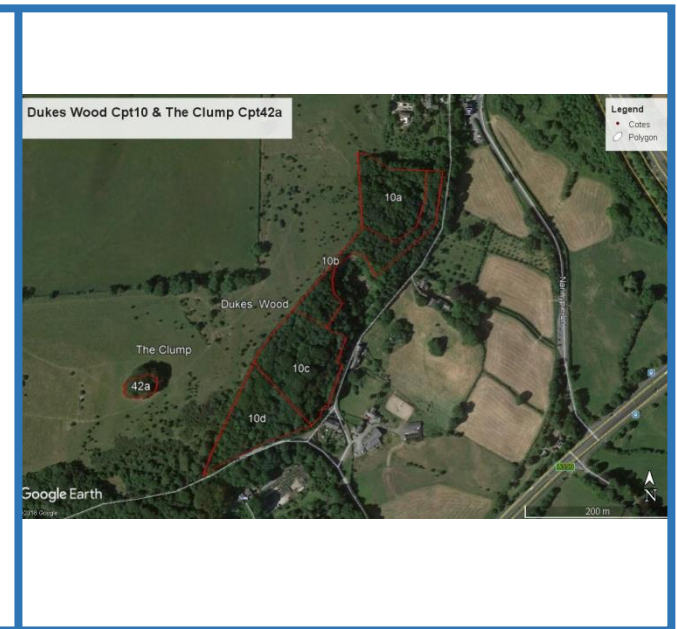 Dukes Wood Cpt10 & The Clump Cpt42a
Legend
Cotes
Polygon
10a
10b
Dukes Wood
The Clump
10c
42a
10d
Google Earth
N
200 m